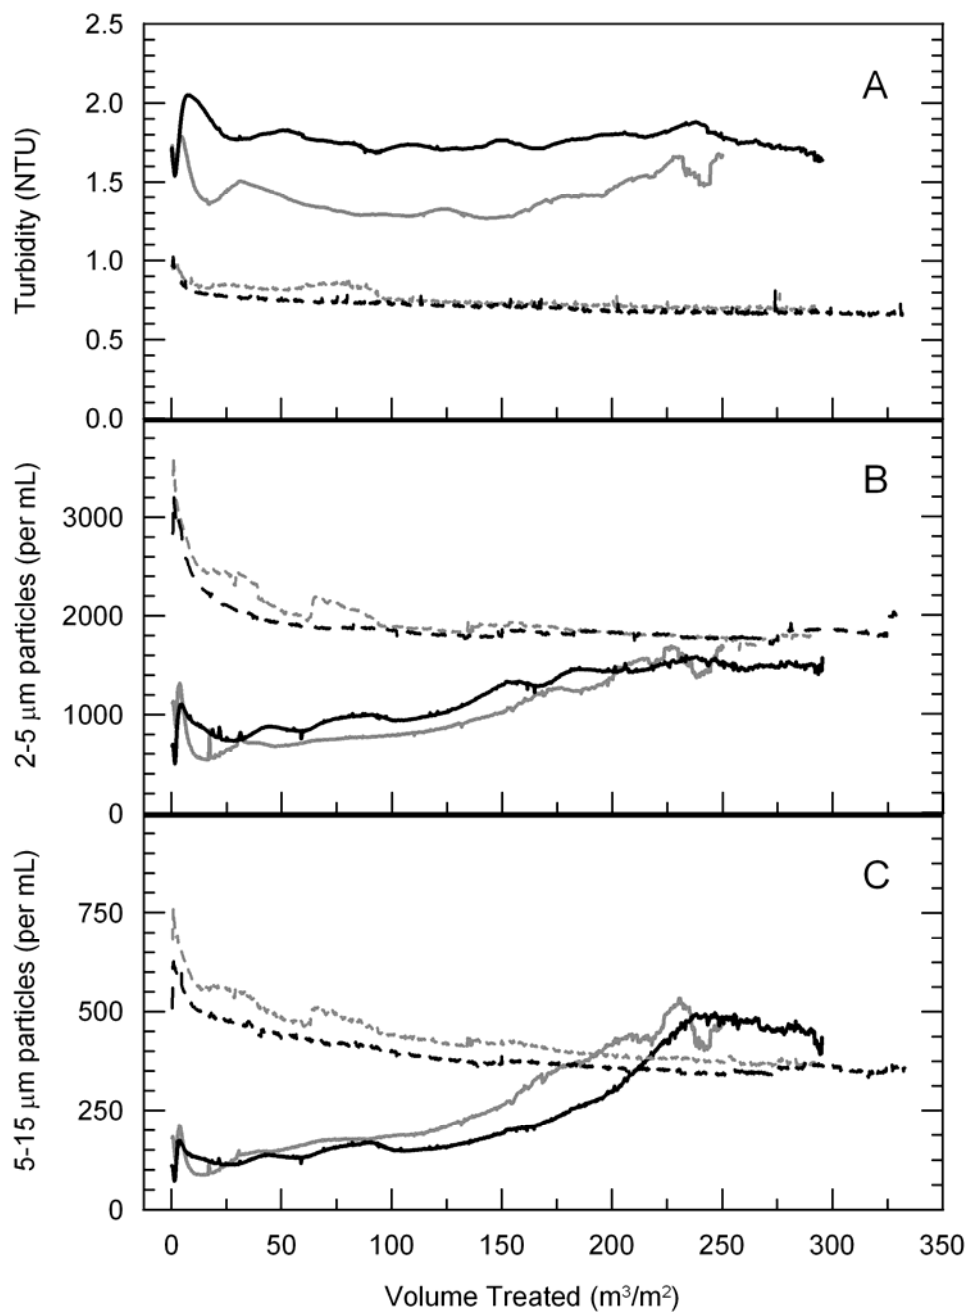 2.5
A
2.0
1.5
1.0
0.5
0.0
Turbidity (NTU)
B
3000
2000
1000
0
2-5 μm particles (per mL)
C
750
500
250
0
5-15 μm particles (per mL)
0 50 100 150 200 250 300 350
Volume Treated (m³/m²)